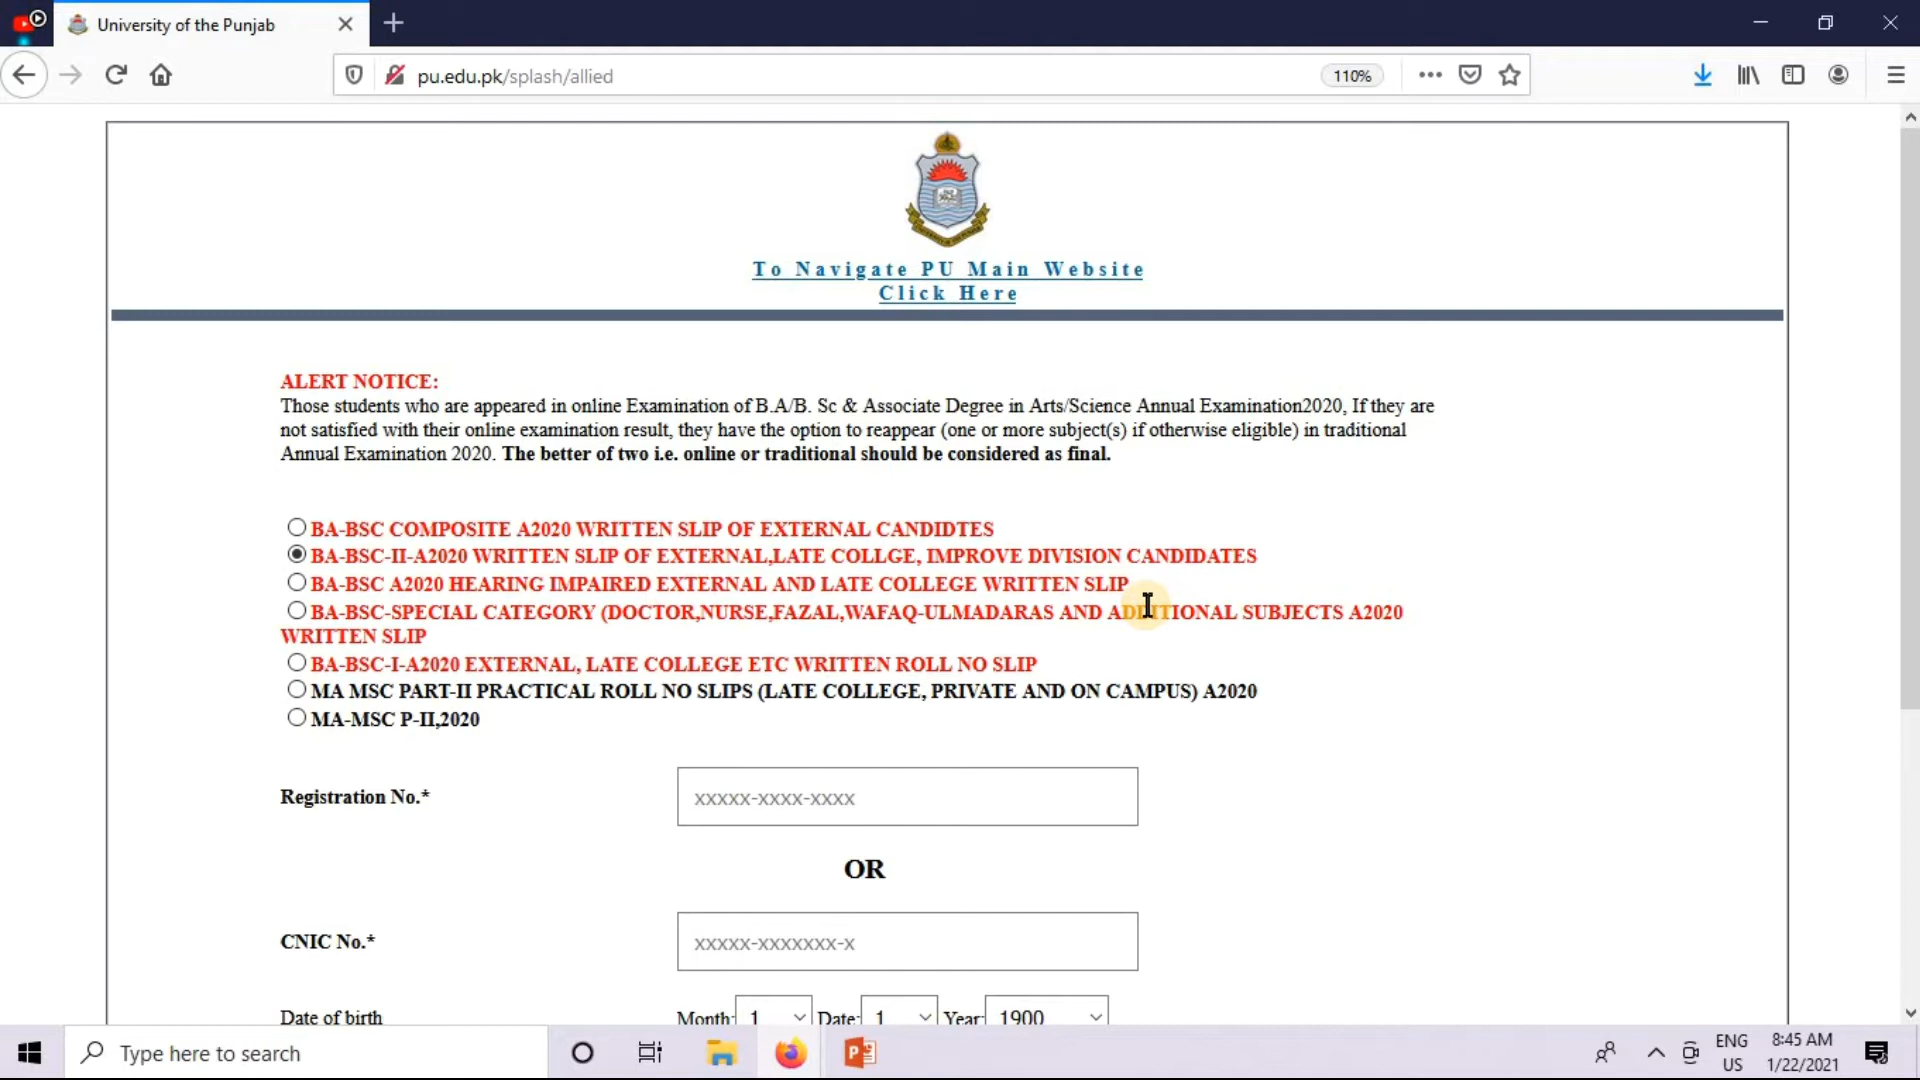 University of the Punjab
pu.edu.pk/splash/allied
110%
To Navigate PU Main Website
Click Here
ALERT NOTICE:
Those students who are appeared in online Examination of B.A/B. Sc & Associate Degree in Arts/Science Annual Examination2020, If they are
not satisfied with their online examination result, they have the option to reappear (one or more subject(s) if otherwise eligible) in traditional
Annual Examination 2020. The better of two i.e. online or traditional should be considered as final.
BA-BSC COMPOSITE A2020 WRITTEN SLIP OF EXTERNAL CANDIDTES
BA-BSC-II-A2020 WRITTEN SLIP OF EXTERNAL,LATE COLLGE, IMPROVE DIVISION CANDIDATES
BA-BSC A2020 HEARING IMPAIRED EXTERNAL AND LATE COLLEGE WRITTEN SLIP
BA-BSC-SPECIAL CATEGORY (DOCTOR,NURSE,FAZAL,WAFAQ-ULMADARAS AND ADDITIONAL SUBJECTS A2020
WRITTEN SLIP
BA-BSC-I-A2020 EXTERNAL, LATE COLLEGE ETC WRITTEN ROLL NO SLIP
MA MSC PART-II PRACTICAL ROLL NO SLIPS (LATE COLLEGE, PRIVATE AND ON CAMPUS) A2020
MA-MSC P-II,2020
Registration No.* xxxxx-xxxx-xxxx
OR
CNIC No.* xxxxx-xxxxxxx-x
Date of birth Month: 1 Date: 1 Year: 1900
Type here to search
ENG 8:45 AM
US 1/22/2021